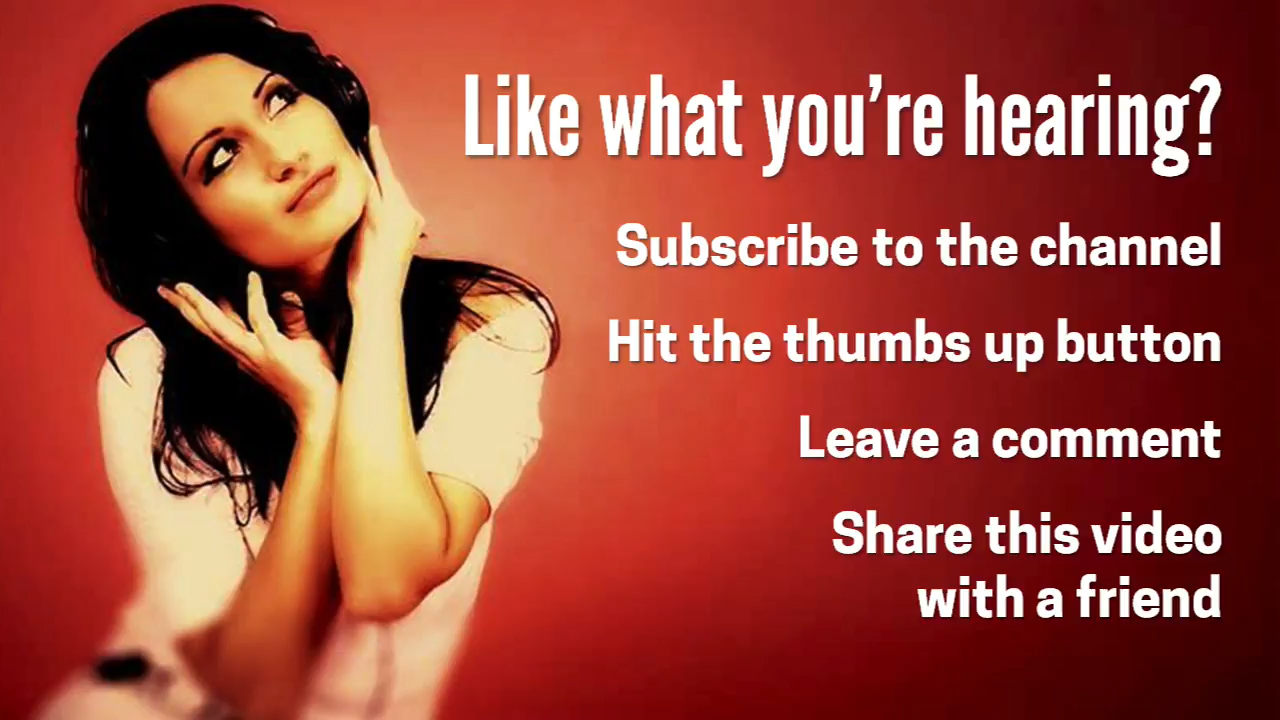 Like what you’re hearing?
Subscribe to the channel
Hit the thumbs up button
Leave a comment
Share this video
with a friend